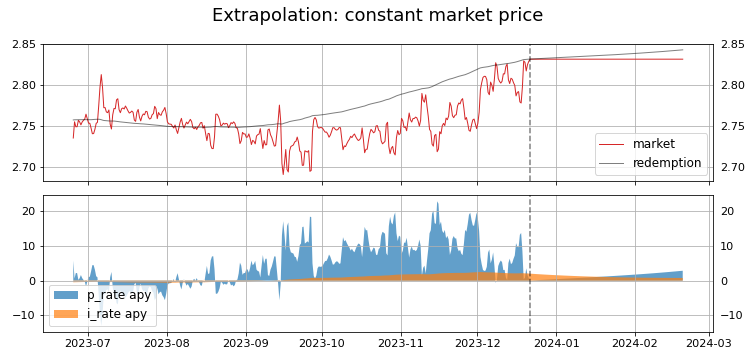 Extrapolation: constant market price
2.85 2.85
2.80 2.80
2.75 2.75
2.70 2.70
market
redemption
20 20
10 10
0 0
−10 −10
p_rate apy
i_rate apy
2023-07 2023-08 2023-09 2023-10 2023-11 2023-12 2024-01 2024-02 2024-03